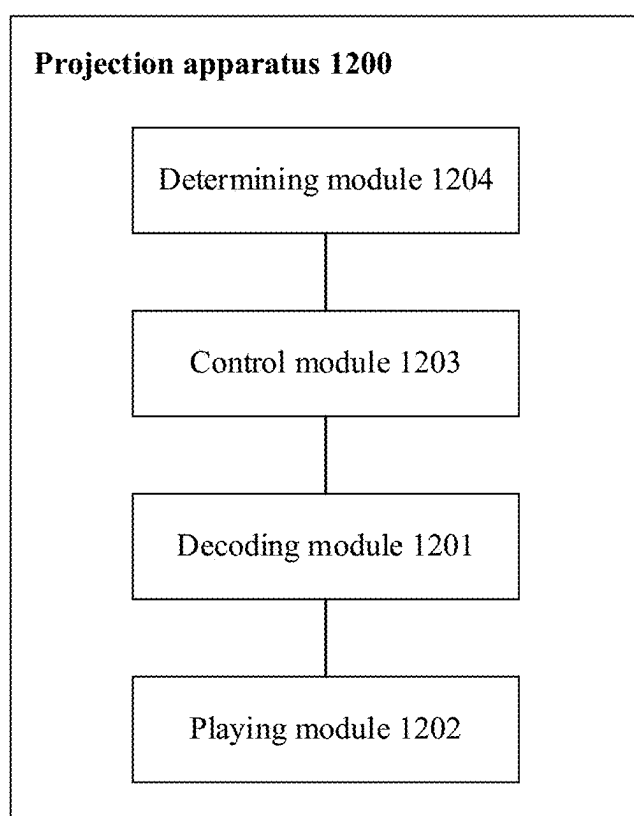 Projection apparatus 1200
Determining module 1204
Control module 1203
Decoding module 1201
Playing module 1202